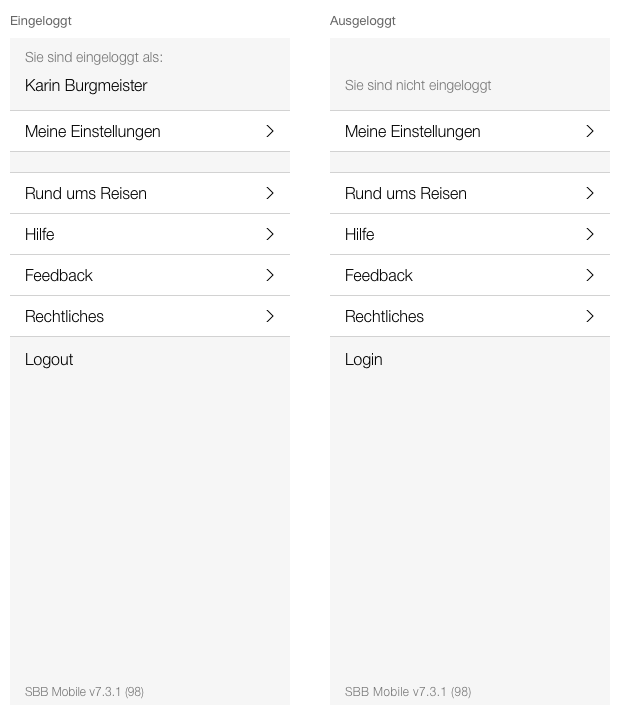 Eingeloggt
Sie sind eingeloggt als:
Karin Burgmeister
Meine Einstellungen
Rund ums Reisen
Hilfe
Feedback
Rechtliches
Logout
SBB Mobile v7.3.1 (98)
Ausgeloggt
Sie sind nicht eingeloggt
Meine Einstellungen
Rund ums Reisen
Hilfe
Feedback
Rechtliches
Login
SBB Mobile v7.3.1 (98)